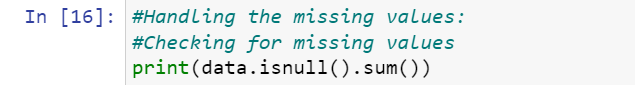 In [16]: #Handling the missing values:
#Checking for missing values
print(data.isnull().sum())